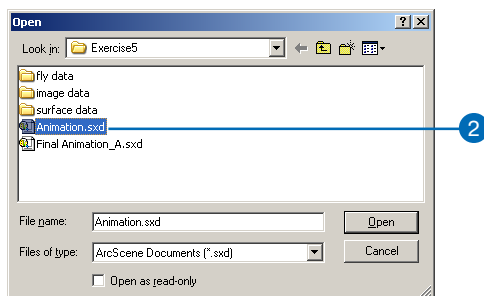 Open
Look in: Exercise5
fly data
image data
surface data
Animation.sxd
2
Final Animation_A.sxd
File name: Animation.sxd Open
Files of type: ArcScene Documents (*.sxd) Cancel
Open as read-only